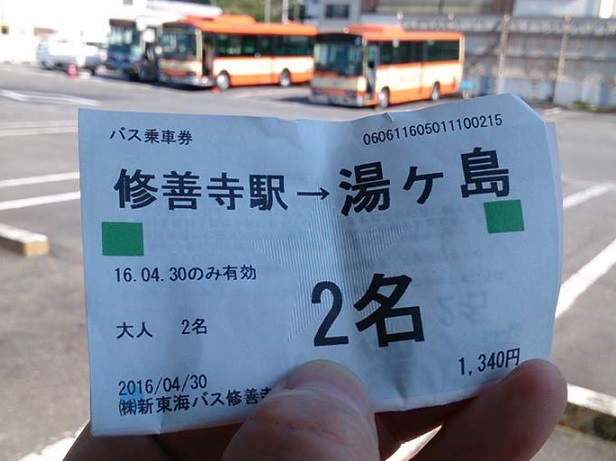 バス乗車券
060611605011100215
修善寺駅→湯ヶ島
16.04.30のみ有効
2名
大人 2名
1,340円
2016/04/30
㈱新東海バス修善寺